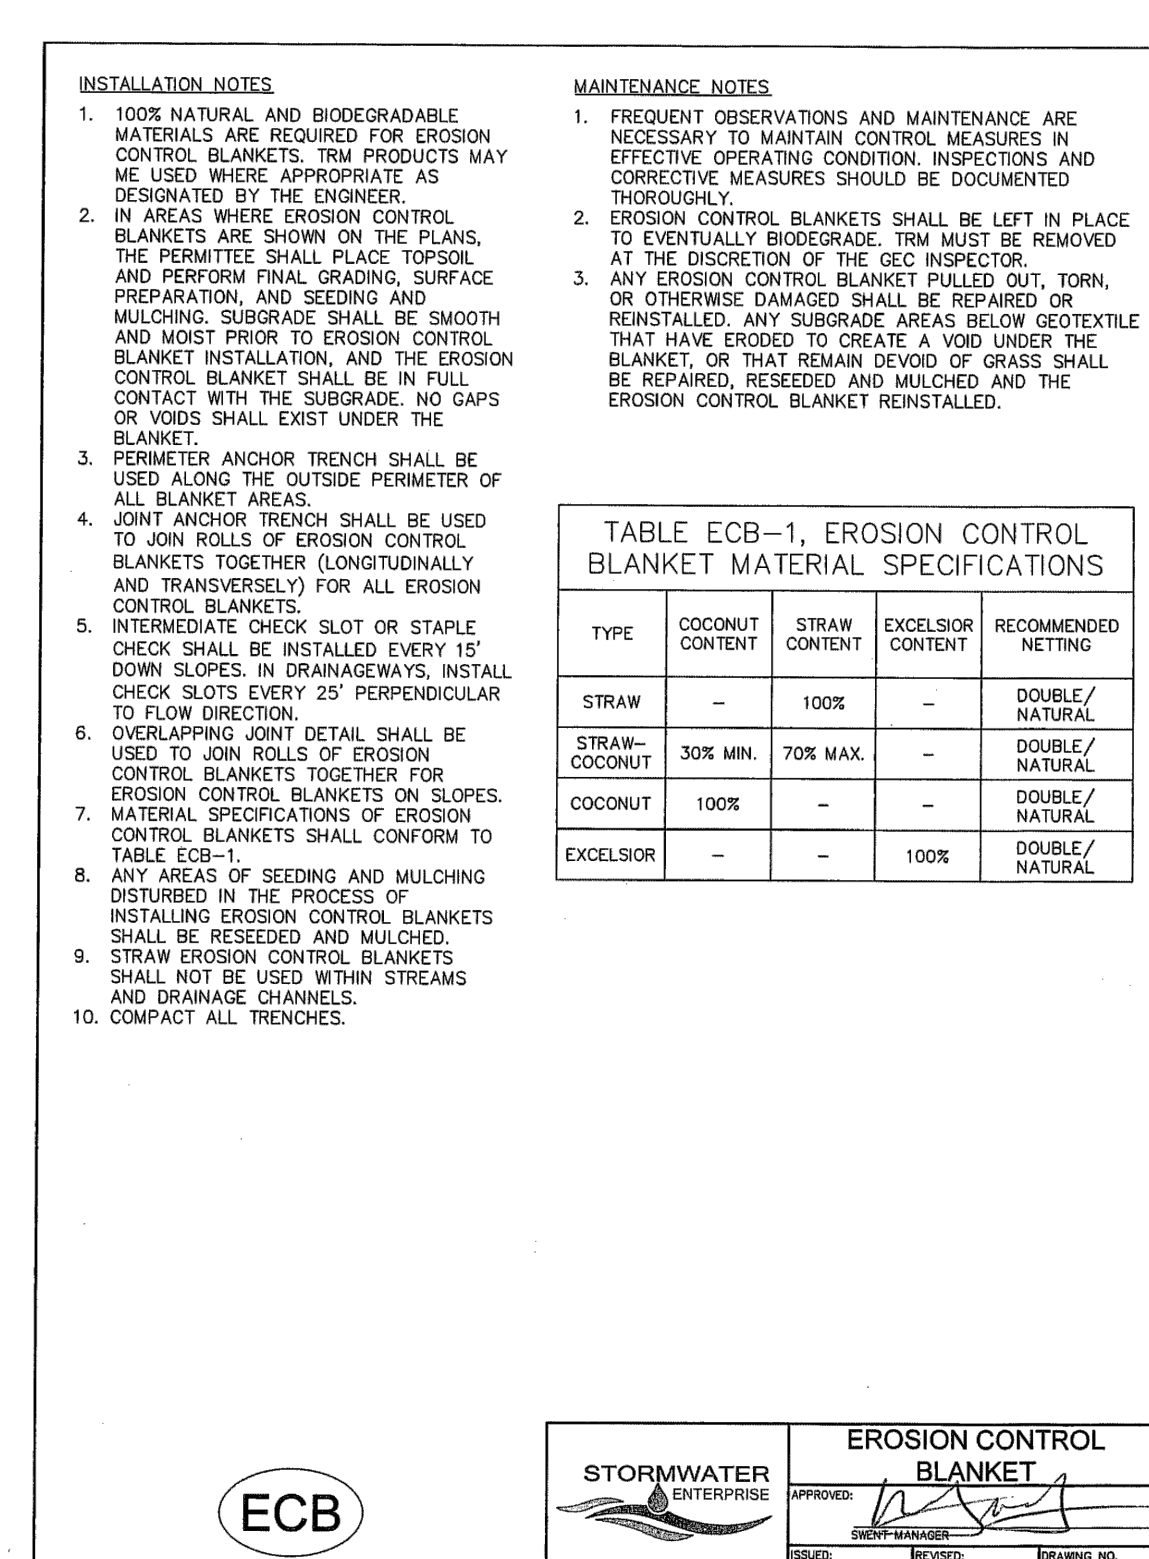 INSTALLATION NOTES
1. 100% NATURAL AND BIODEGRADABLE
MATERIALS ARE REQUIRED FOR EROSION
CONTROL BLANKETS. TRM PRODUCTS MAY
ME USED WHERE APPROPRIATE AS
DESIGNATED BY THE ENGINEER.
2. IN AREAS WHERE EROSION CONTROL
BLANKETS ARE SHOWN ON THE PLANS,
THE PERMITTEE SHALL PLACE TOPSOIL
AND PERFORM FINAL GRADING, SURFACE
PREPARATION, AND SEEDING AND
MULCHING. SUBGRADE SHALL BE SMOOTH
AND MOIST PRIOR TO EROSION CONTROL
BLANKET INSTALLATION, AND THE EROSION
CONTROL BLANKET SHALL BE IN FULL
CONTACT WITH THE SUBGRADE. NO GAPS
OR VOIDS SHALL EXIST UNDER THE
BLANKET.
3. PERIMETER ANCHOR TRENCH SHALL BE
USED ALONG THE OUTSIDE PERIMETER OF
ALL BLANKET AREAS.
4. JOINT ANCHOR TRENCH SHALL BE USED
TO JOIN ROLLS OF EROSION CONTROL
BLANKETS TOGETHER (LONGITUDINALLY
AND TRANSVERSELY) FOR ALL EROSION
CONTROL BLANKETS.
5. INTERMEDIATE CHECK SLOT OR STAPLE
CHECK SHALL BE INSTALLED EVERY 15'
DOWN SLOPES. IN DRAINAGEWAYS, INSTALL
CHECK SLOTS EVERY 25' PERPENDICULAR
TO FLOW DIRECTION.
6. OVERLAPPING JOINT DETAIL SHALL BE
USED TO JOIN ROLLS OF EROSION
CONTROL BLANKETS TOGETHER FOR
EROSION CONTROL BLANKETS ON SLOPES.
7. MATERIAL SPECIFICATIONS OF EROSION
CONTROL BLANKETS SHALL CONFORM TO
TABLE ECB-1.
8. ANY AREAS OF SEEDING AND MULCHING
DISTURBED IN THE PROCESS OF
INSTALLING EROSION CONTROL BLANKETS
SHALL BE RESEEDED AND MULCHED.
9. STRAW EROSION CONTROL BLANKETS
SHALL NOT BE USED WITHIN STREAMS
AND DRAINAGE CHANNELS.
10. COMPACT ALL TRENCHES.
MAINTENANCE NOTES
1. FREQUENT OBSERVATIONS AND MAINTENANCE ARE
NECESSARY TO MAINTAIN CONTROL MEASURES IN
EFFECTIVE OPERATING CONDITION. INSPECTIONS AND
CORRECTIVE MEASURES SHOULD BE DOCUMENTED
THOROUGHLY.
2. EROSION CONTROL BLANKETS SHALL BE LEFT IN PLACE
TO EVENTUALLY BIODEGRADE. TRM MUST BE REMOVED
AT THE DISCRETION OF THE GEC INSPECTOR.
3. ANY EROSION CONTROL BLANKET PULLED OUT, TORN,
OR OTHERWISE DAMAGED SHALL BE REPAIRED OR
REINSTALLED. ANY SUBGRADE AREAS BELOW GEOTEXTILE
THAT HAVE ERODED TO CREATE A VOID UNDER THE
BLANKET, OR THAT REMAIN DEVOID OF GRASS SHALL
BE REPAIRED, RESEEDED AND MULCHED AND THE
EROSION CONTROL BLANKET REINSTALLED.
TABLE ECB-1, EROSION CONTROL
BLANKET MATERIAL SPECIFICATIONS
TYPE COCONUT CONTENT STRAW CONTENT EXCELSIOR CONTENT RECOMMENDED NETTING
STRAW – 100% – DOUBLE/ NATURAL
STRAW-COCONUT 30% MIN. 70% MAX. – DOUBLE/ NATURAL
COCONUT 100% – – DOUBLE/ NATURAL
EXCELSIOR – – 100% DOUBLE/ NATURAL
ECB
STORMWATER
ENTERPRISE
EROSION CONTROL
BLANKET
APPROVED:
SWENT MANAGER
ISSUED: REVISED: DRAWING NO.